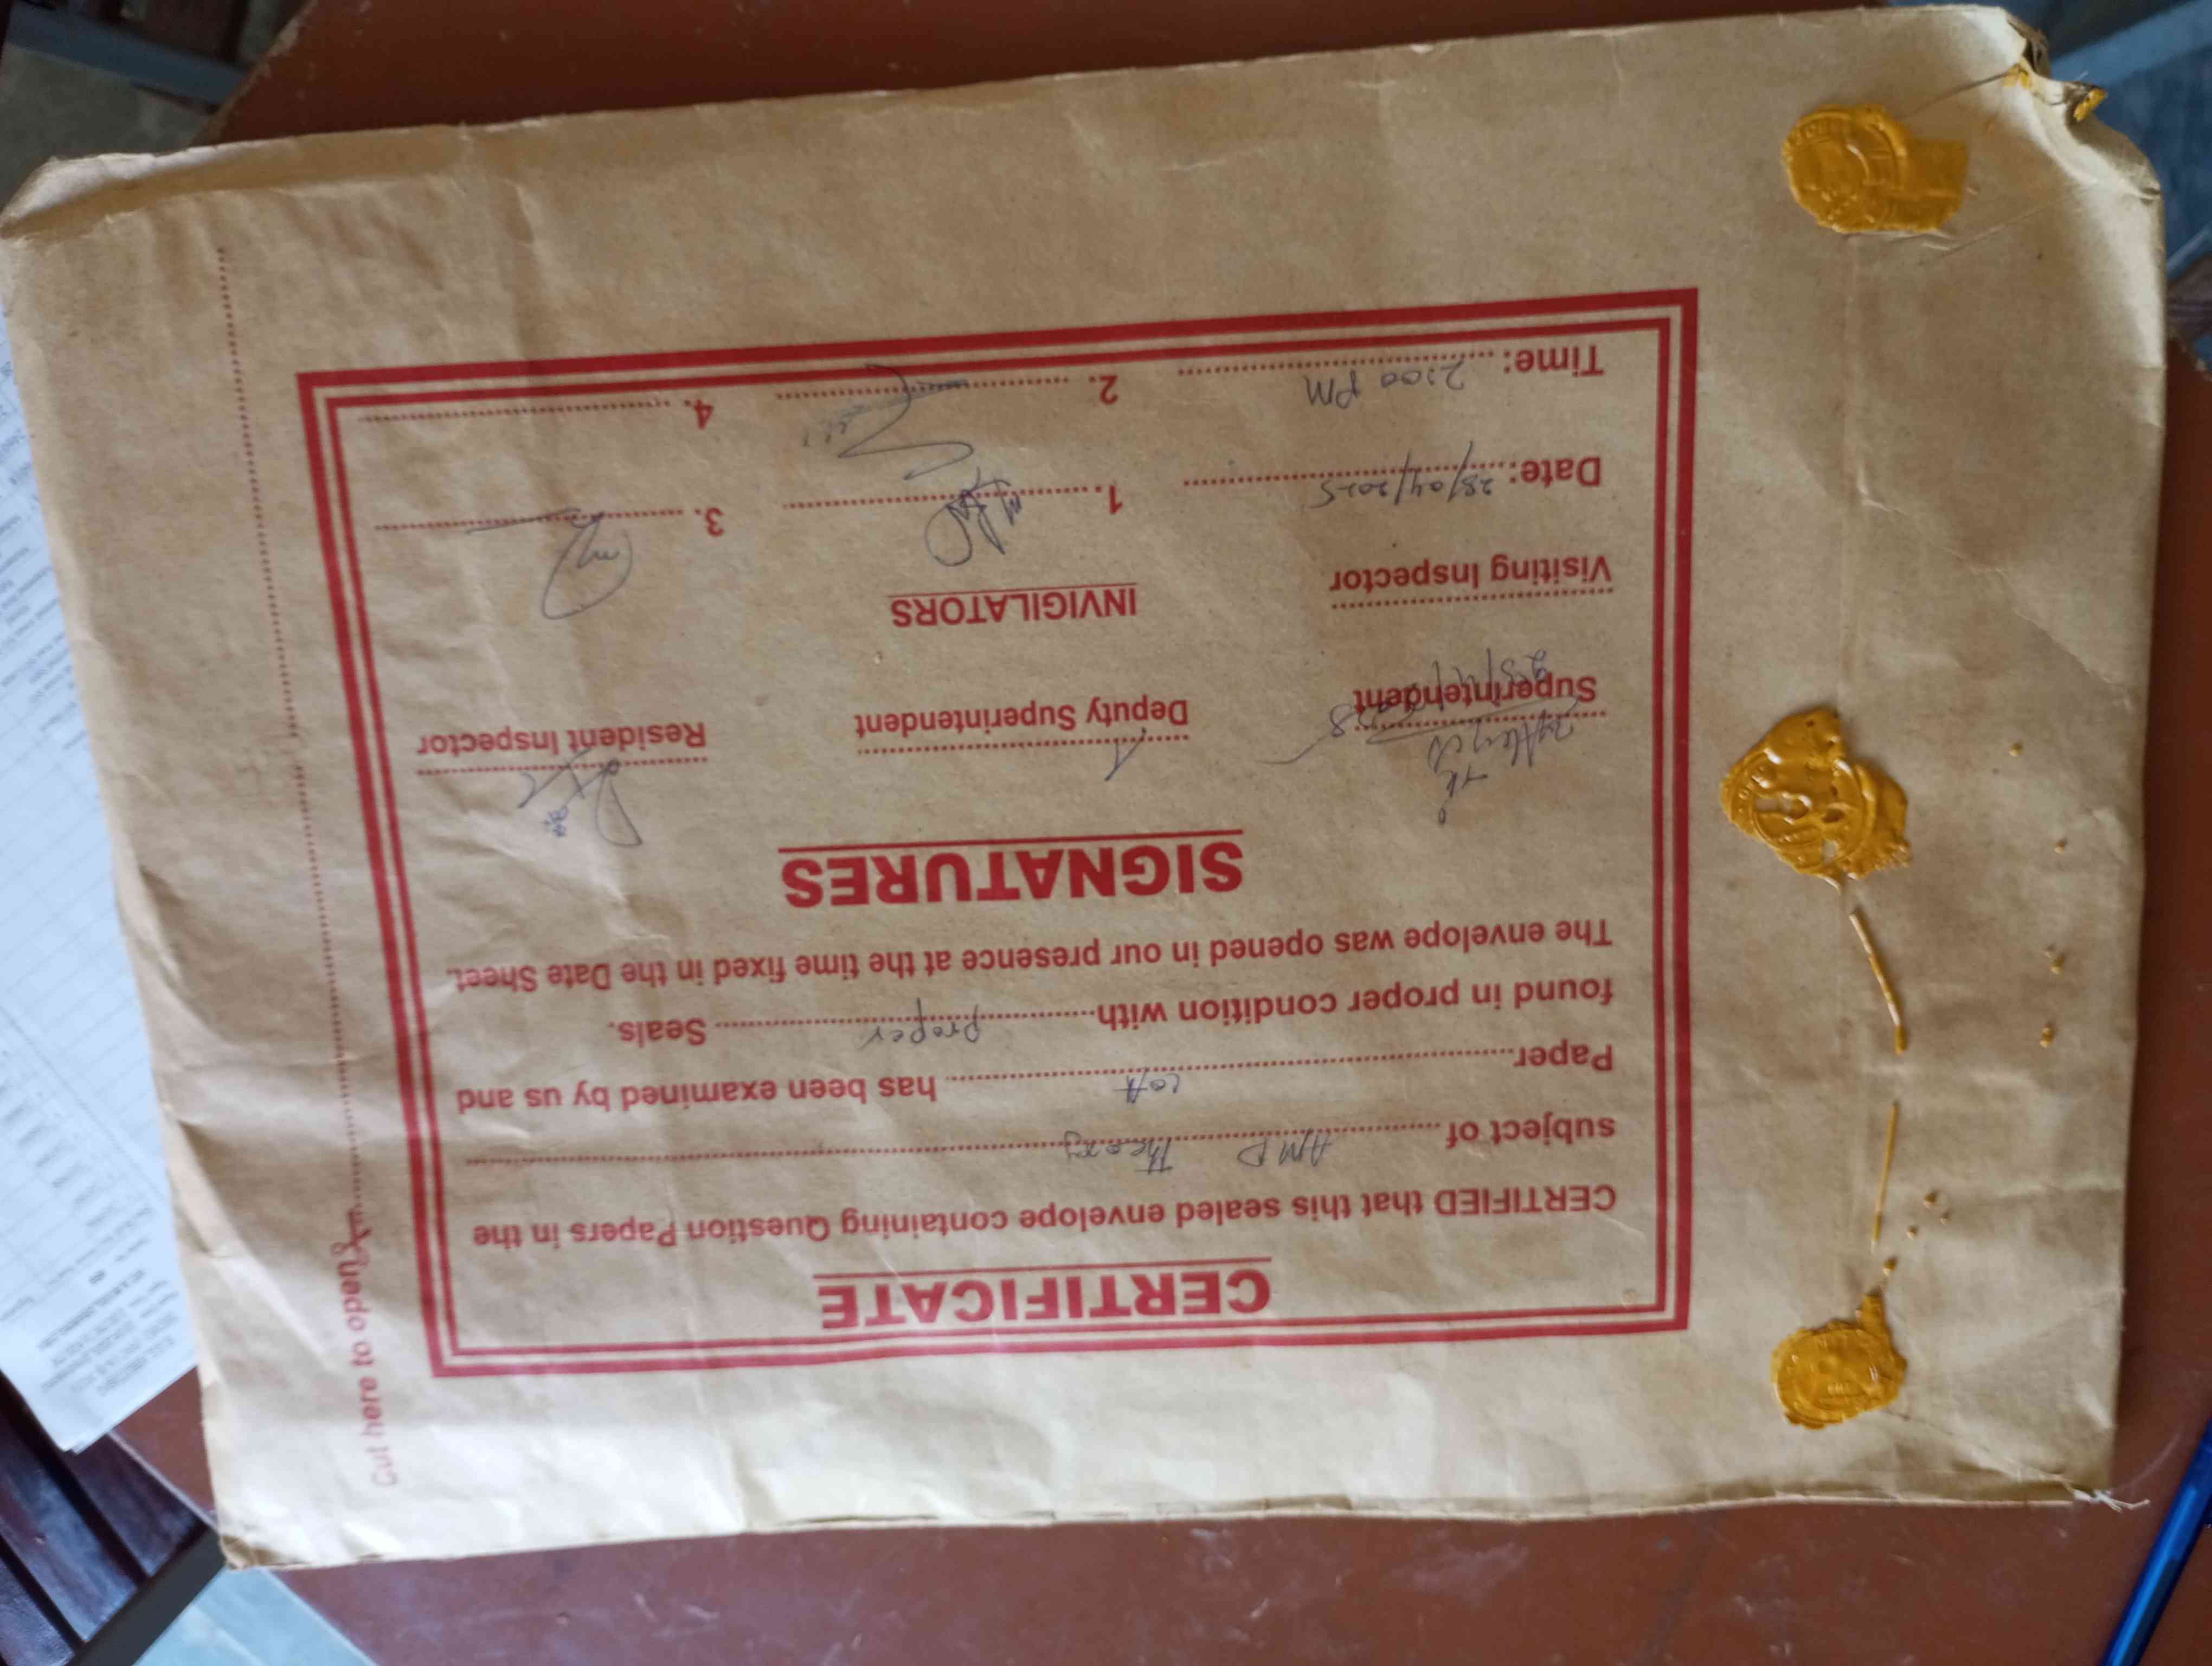 CERTIFICATE
CERTIFIED that this sealed envelope containing Question Papers in the
subject of AMD Theory
Paper has been examined by us and
found in proper condition with proper Seals.
The envelope was opened in our presence at the time fixed in the Date Sheet.
SIGNATURES
Superintendent Deputy Superintendent Resident Inspector
Visiting Inspector INVIGILATORS
Date: 28/04/2025 1. 3.
Time: 2:00 PM 2. 4.
Cut here to open